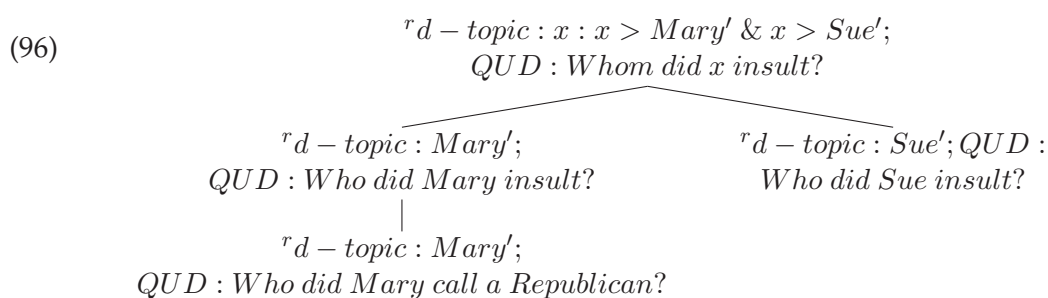 (96)
ʳd − topic : x : x > Mary′ & x > Sue′;
QUD : Whom did x insult?
ʳd − topic : Mary′;
QUD : Who did Mary insult?
ʳd − topic : Sue′; QUD :
Who did Sue insult?
ʳd − topic : Mary′;
QUD : Who did Mary call a Republican?